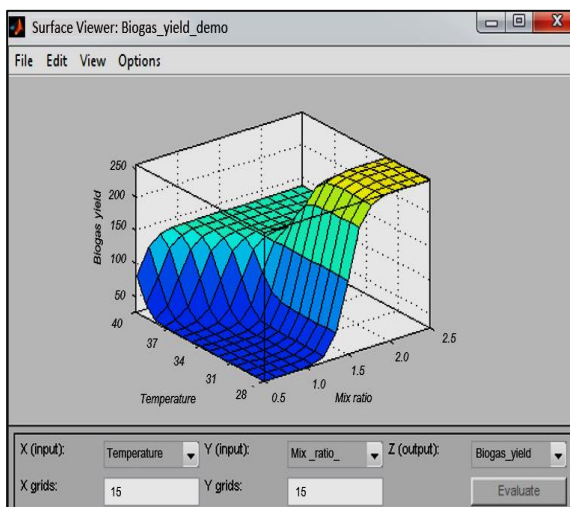 Surface Viewer: Biogas_yield_demo
File Edit View Options
250
200
150
100
50
Biogas yield
40
37
34
31
28
Temperature
0.5
1.0
1.5
2.0
2.5
Mix ratio
X (input): Temperature Y (input): Mix _ratio_ Z (output): Biogas_yield
X grids: 15 Y grids: 15 Evaluate